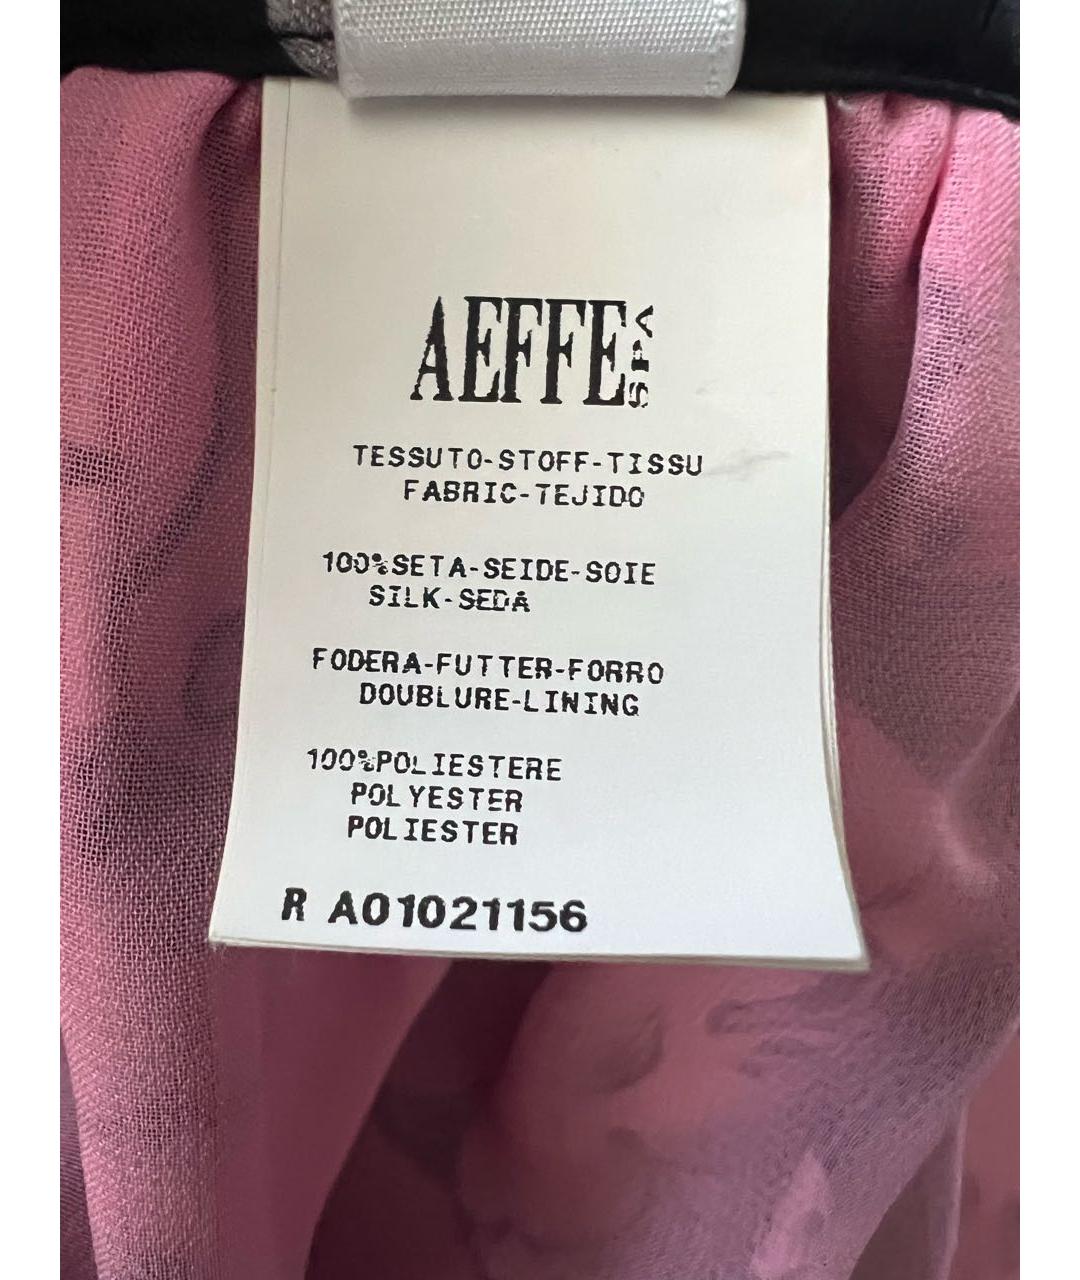 AEFFE SPA
TESSUTO-STOFF-TISSU
FABRIC-TEJIDO
100%SETA-SEIDE-SOIE
SILK-SEDA
FODERA-FUTTER-FORRO
DOUBLURE-LINING
100%POLIESTERE
POLYESTER
POLIESTER
R A01021156